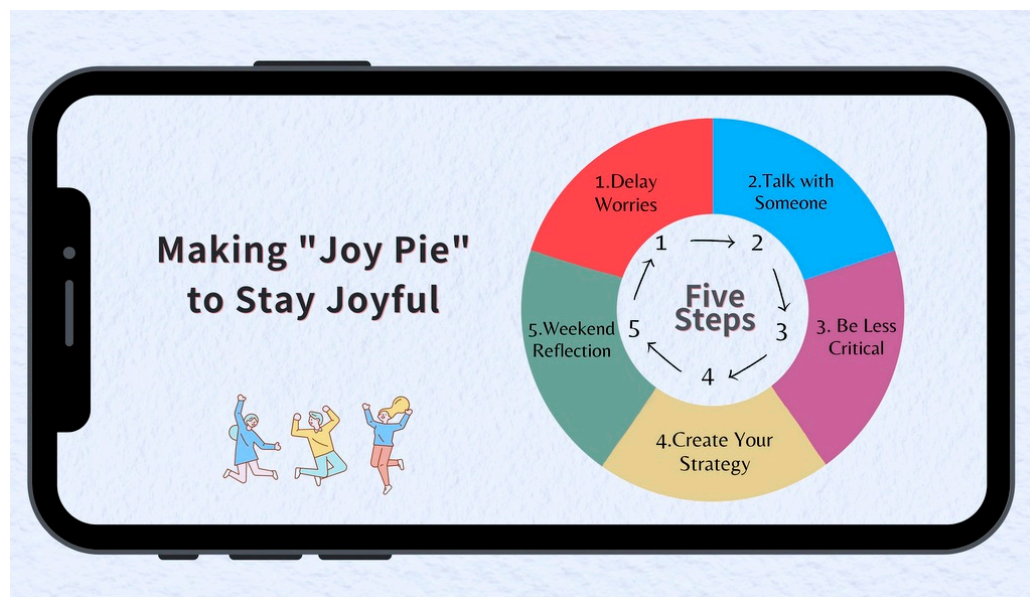 Making "Joy Pie"
to Stay Joyful
1.Delay
Worries
2.Talk with
Someone
3. Be Less
Critical
4.Create Your
Strategy
5.Weekend
Reflection
1
2
3
4
5
Five
Steps